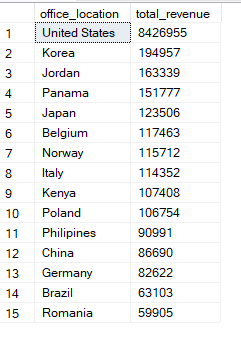 office_location total_revenue
1 United States 8426955
2 Korea 194957
3 Jordan 163339
4 Panama 151777
5 Japan 123506
6 Belgium 117463
7 Norway 115712
8 Italy 114352
9 Kenya 107408
10 Poland 106754
11 Philipines 90991
12 China 86690
13 Germany 82622
14 Brazil 63103
15 Romania 59905